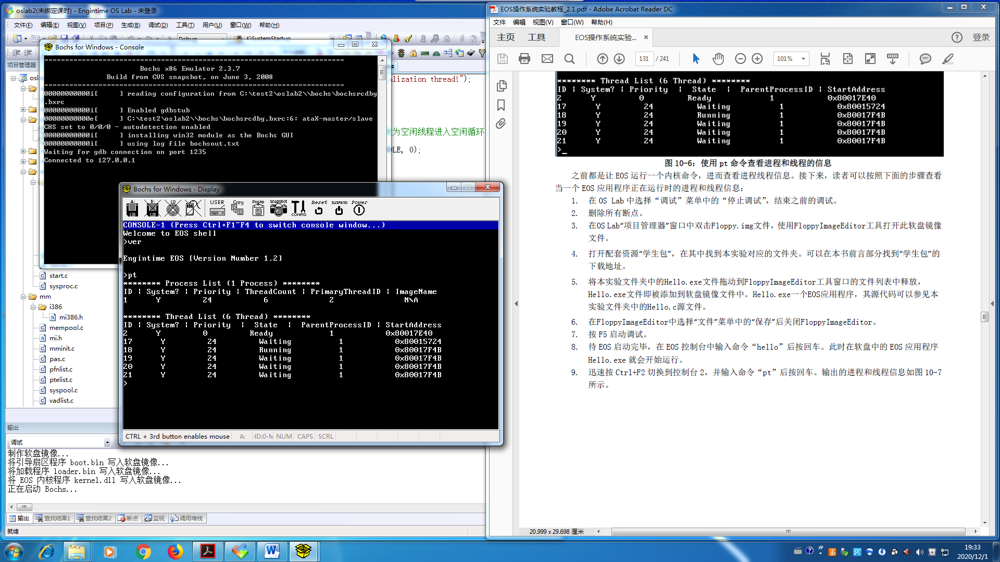 oslab2(未绑定课时) - Engintime OS Lab - 未登录
文件(F) 编辑(E) 视图(V) 项目(P) 生成(B) 调试(D) 工具(T) 用户(U) 窗口(W) 帮助(H)
Debug KiSystemStartup
项目管理器
alization thread!");
为空闲线程进入空闲循环
LE, 0);
Bochs for Windows - Console
Bochs x86 Emulator 2.3.7
Build from CVS snapshot, on June 3, 2008
00000000000i[ ] reading configuration from C:\test2\oslab2\\bochs\bochsrcdbg
.bxrc
00000000000i[ ] Enabled gdbstub
00000000000e[ ] C:\test2\oslab2\\bochs\bochsrcdbg.bxrc:6: ataX-master/slave
CHS set to 0/0/0 - autodetection enabled
00000000000i[ ] installing win32 module as the Bochs GUI
00000000000i[ ] using log file bochsout.txt
Waiting for gdb connection on port 1235
Connected to 127.0.0.1
Bochs for Windows - Display
A: B: CD USER Copy Paste snapshot CONFIG Reset SUSPEND Power
CONSOLE-1 (Press Ctrl+F1~F4 to switch console window...)
Welcome to EOS shell
>ver
Engintime EOS [Version Number 1.2]
>pt
******** Process List (1 Process) ********
ID | System? | Priority | ThreadCount | PrimaryThreadID | ImageName
1 Y 24 6 2 N\A
******** Thread List (6 Thread) ********
ID | System? | Priority | State | ParentProcessID | StartAddress
2 Y 0 Ready 1 0x80017E40
17 Y 24 Waiting 1 0x80015724
18 Y 24 Running 1 0x80017F4B
19 Y 24 Waiting 1 0x80017F4B
20 Y 24 Waiting 1 0x80017F4B
21 Y 24 Waiting 1 0x80017F4B
>
CTRL + 3rd button enables mouse A: HD:0-M NUM CAPS SCRL
osl
start.c
sysproc.c
mm
i386
mi386.h
mempool.c
mi.h
mminit.c
pas.c
pfnlist.c
ptelist.c
syspool.c
vadlist.c
输出
调试
制作软盘镜像...
将引导扇区程序 boot.bin 写入软盘镜像...
将加载程序 loader.bin 写入软盘镜像...
将 EOS 内核程序 kernel.dll 写入软盘镜像...
正在启动 Bochs...
输出 查找结果1 查找结果2 断点 监视 调用堆栈
就绪
EOS操作系统实验教程_2.1.pdf - Adobe Acrobat Reader DC
文件 编辑 视图(V) 窗口(W) 帮助(H)
主页 工具 EOS操作系统实验... × 登录
131 / 241 101%
******** Thread List (6 Thread) ********
ID | System? | Priority | State | ParentProcessID | StartAddress
2 Y 0 Ready 1 0x80017E40
17 Y 24 Waiting 1 0x80015724
18 Y 24 Running 1 0x80017F4B
19 Y 24 Waiting 1 0x80017F4B
20 Y 24 Waiting 1 0x80017F4B
21 Y 24 Waiting 1 0x80017F4B
>_
图 10-6：使用 pt 命令查看进程和线程的信息
之前都是让 EOS 运行一个内核命令，进而查看进程线程信息。接下来，读者可以按照下面的步骤查看
当一个 EOS 应用程序正在运行时的进程和线程信息：
1. 在 OS Lab 中选择“调试”菜单中的“停止调试”，结束之前的调试。
2. 删除所有断点。
3. 在OS Lab“项目管理器”窗口中双击Floppy.img文件，使用FloppyImageEditor工具打开此软盘镜像
文件。
4. 打开配套资源“学生包”，在其中找到本实验对应的文件夹。可以在本书前言部分找到“学生包”的
下载地址。
5. 将本实验文件夹中的Hello.exe文件拖动到FloppyImageEditor工具窗口的文件列表中释放，
Hello.exe文件即被添加到软盘镜像文件中。Hello.exe一个EOS应用程序，其源代码可以参见本
实验文件夹中的Hello.c源文件。
6. 在FloppyImageEditor中选择“文件”菜单中的“保存”后关闭FloppyImageEditor。
7. 按 F5 启动调试。
8. 待 EOS 启动完毕，在 EOS 控制台中输入命令“hello”后按回车。此时在软盘中的 EOS 应用程序
Hello.exe 就会开始运行。
9. 迅速按 Ctrl+F2 切换到控制台 2，并输入命令“pt”后按回车。输出的进程和线程信息如图 10-7
所示。
20.999 x 29.698 厘米
19:33
2020/12/1